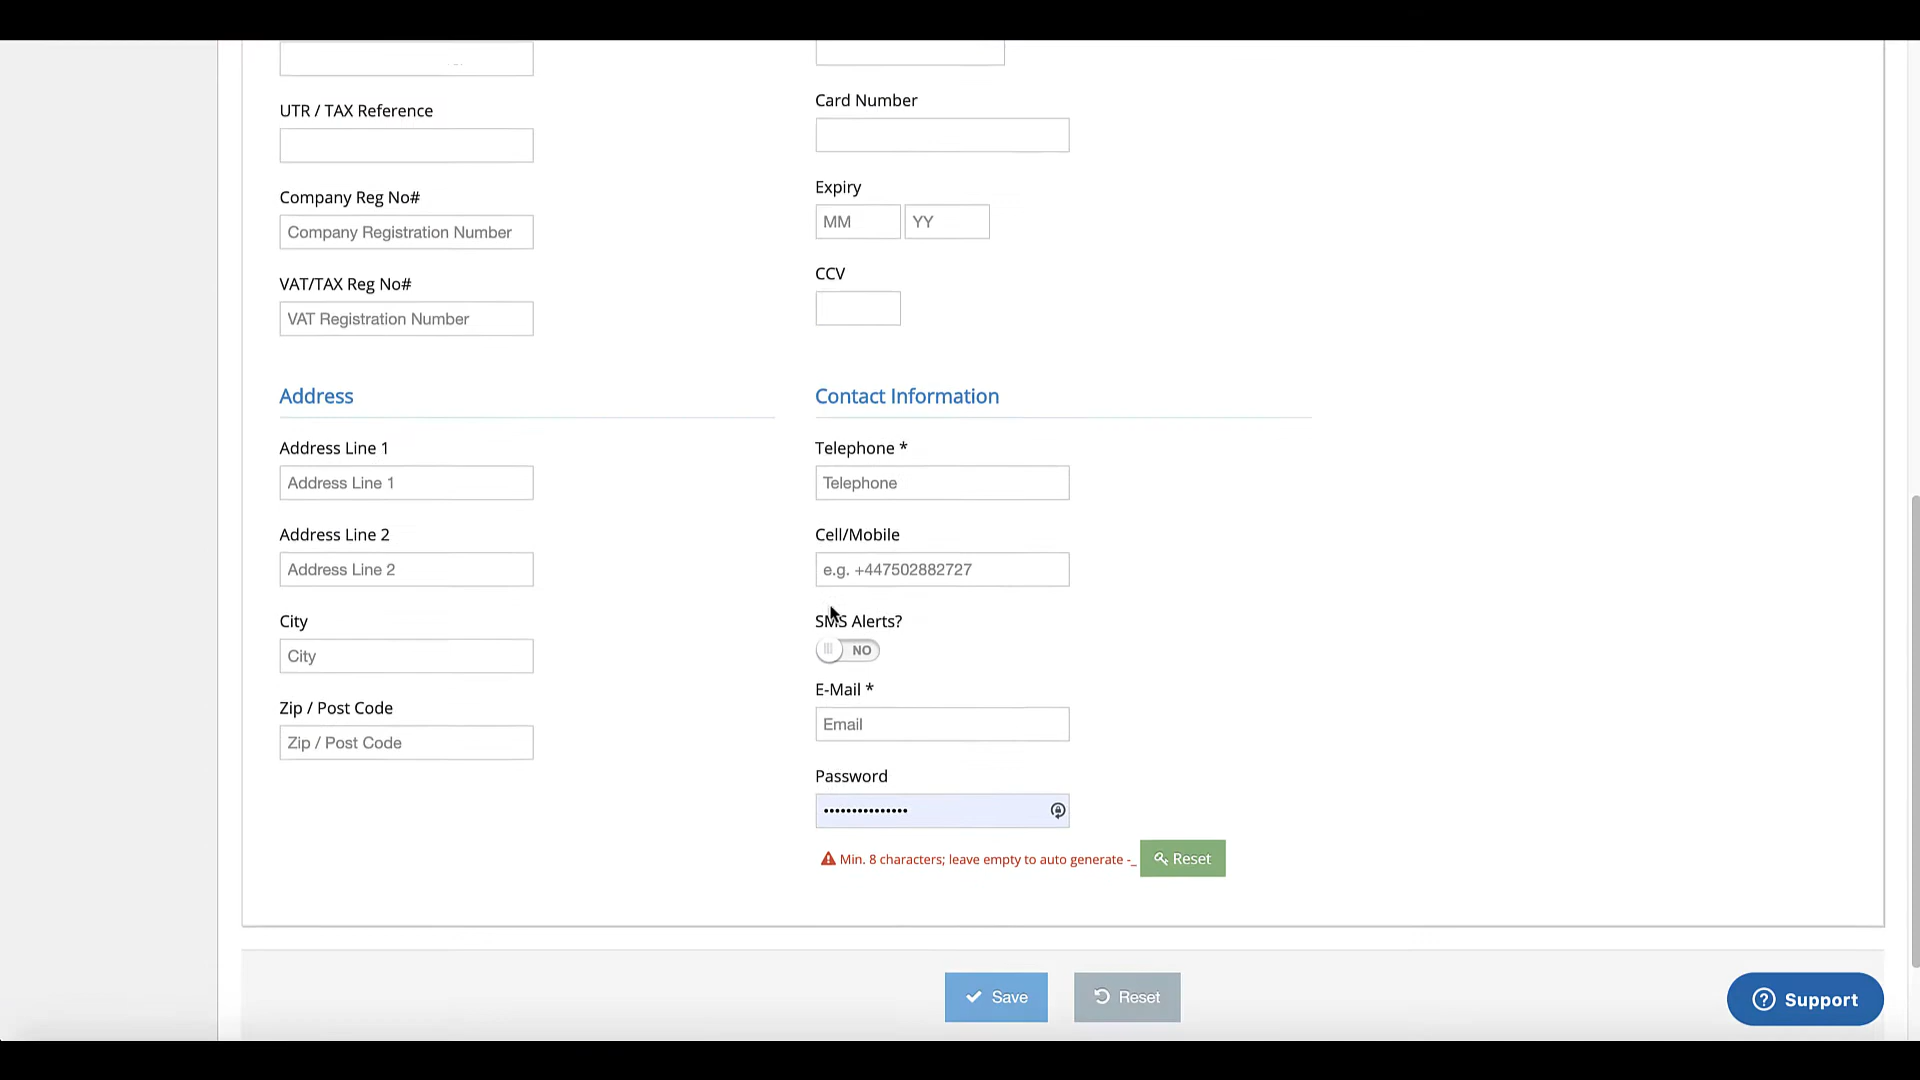 UTR / TAX Reference
Company Reg No#
Company Registration Number
VAT/TAX Reg No#
VAT Registration Number
Card Number
Expiry
MM YY
CCV
Address
Address Line 1
Address Line 1
Address Line 2
Address Line 2
City
City
Zip / Post Code
Zip / Post Code
Contact Information
Telephone *
Telephone
Cell/Mobile
e.g. +447502882727
SMS Alerts?
NO
E-Mail *
Email
Password
•••••••••••••••
Min. 8 characters; leave empty to auto generate -_
Reset
Save
Reset
Support